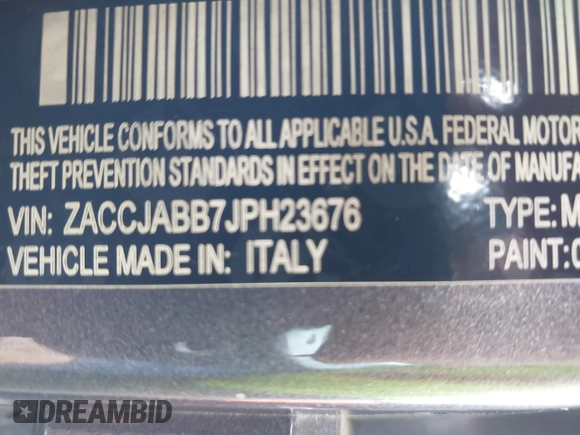 THIS VEHICLE CONFORMS TO ALL APPLICABLE U.S.A. FEDERAL MOTOR
THEFT PREVENTION STANDARDS IN EFFECT ON THE DATE OF MANUFA
VIN: ZACCJABB7JPH23676 TYPE: M
VEHICLE MADE IN: ITALY PAINT:
DREAMBID